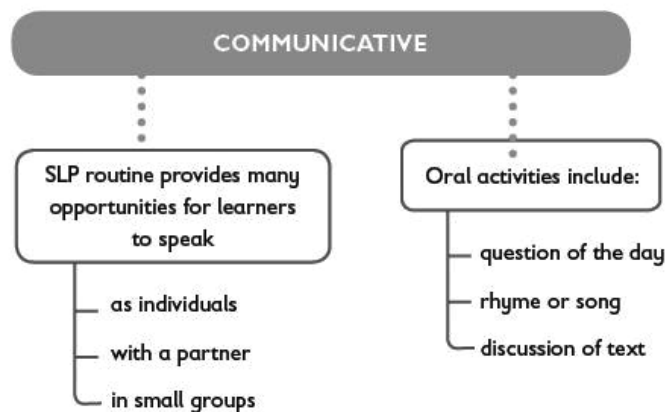 COMMUNICATIVE
SLP routine provides many
opportunities for learners
to speak
as individuals
with a partner
in small groups
Oral activities include:
question of the day
rhyme or song
discussion of text